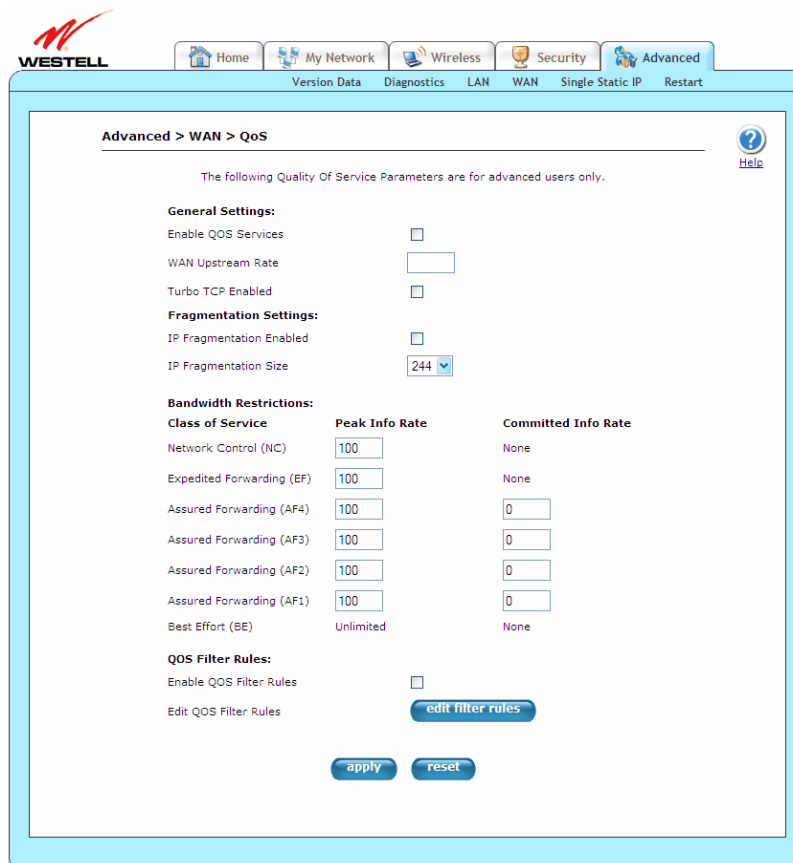 WESTELL
Home My Network Wireless Security Advanced
Version Data Diagnostics LAN WAN Single Static IP Restart
Advanced > WAN > QoS
Help
The following Quality Of Service Parameters are for advanced users only.
General Settings:
Enable QOS Services
WAN Upstream Rate
Turbo TCP Enabled
Fragmentation Settings:
IP Fragmentation Enabled
IP Fragmentation Size 244
Bandwidth Restrictions:
Class of Service Peak Info Rate Committed Info Rate
Network Control (NC) 100 None
Expedited Forwarding (EF) 100 None
Assured Forwarding (AF4) 100 0
Assured Forwarding (AF3) 100 0
Assured Forwarding (AF2) 100 0
Assured Forwarding (AF1) 100 0
Best Effort (BE) Unlimited None
QOS Filter Rules:
Enable QOS Filter Rules
Edit QOS Filter Rules edit filter rules
apply reset